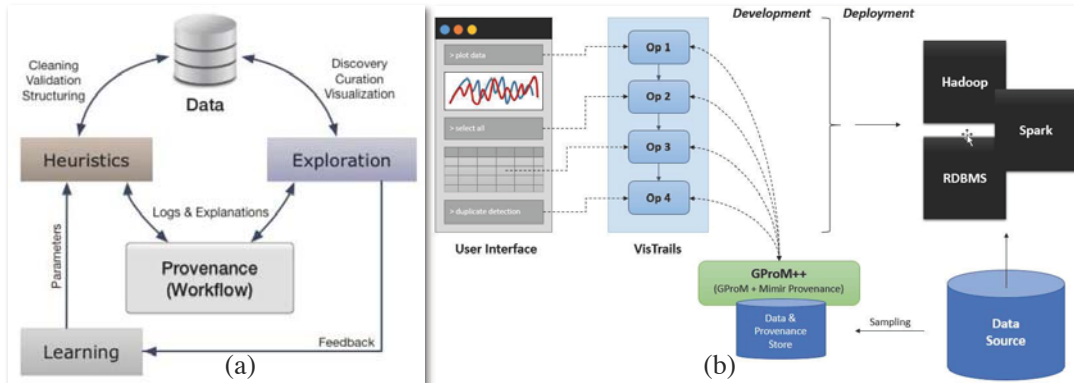 Cleaning
Validation
Structuring
Data
Discovery
Curation
Visualization
Heuristics
Exploration
Logs & Explanations
Provenance
(Workflow)
Parameters
Learning
Feedback
(a)
Development
Deployment
> plot data
> select all
> duplicate detection
User Interface
Op 1
Op 2
Op 3
Op 4
VisTrails
Hadoop
Spark
RDBMS
GProM++
(GProM + Mimir Provenance)
Data &
Provenance
Store
Sampling
Data
Source
(b)